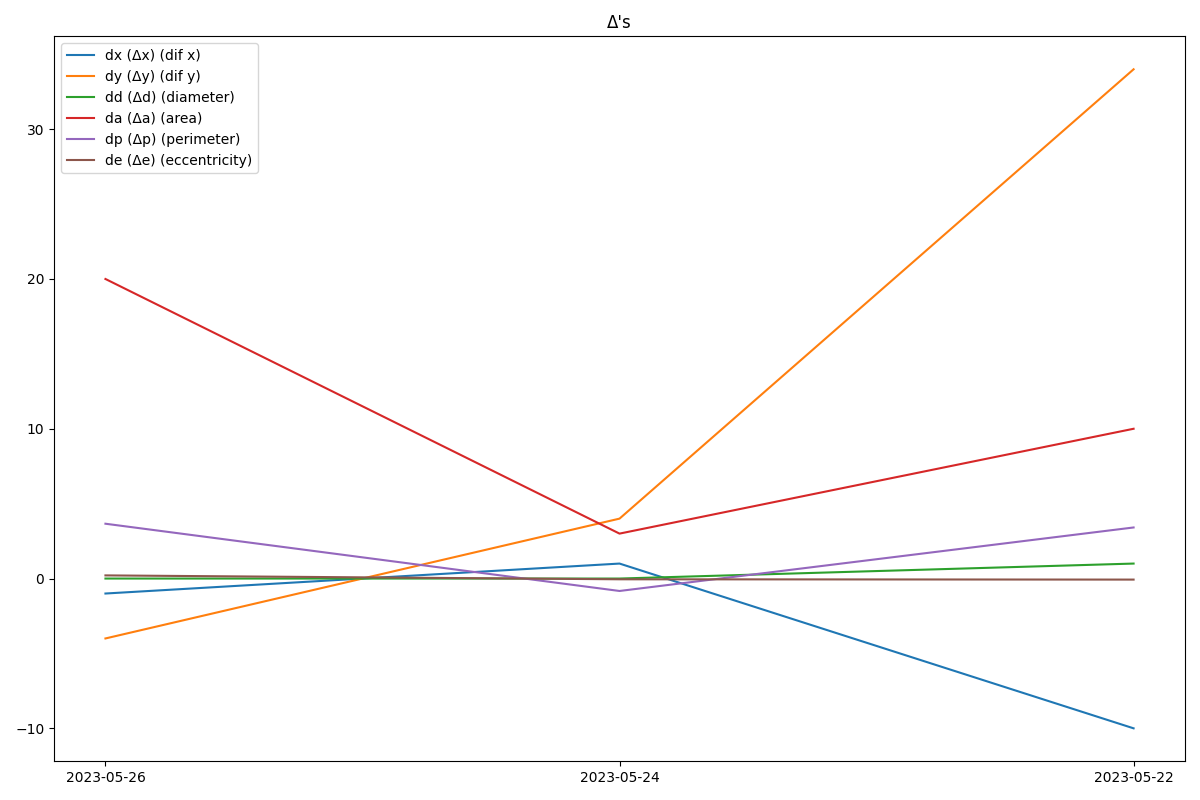 Δ's
dx (Δx) (dif x)
dy (Δy) (dif y)
dd (Δd) (diameter)
da (Δa) (area)
dp (Δp) (perimeter)
de (Δe) (eccentricity)
30
20
10
0
−10
2023-05-26
2023-05-24
2023-05-22